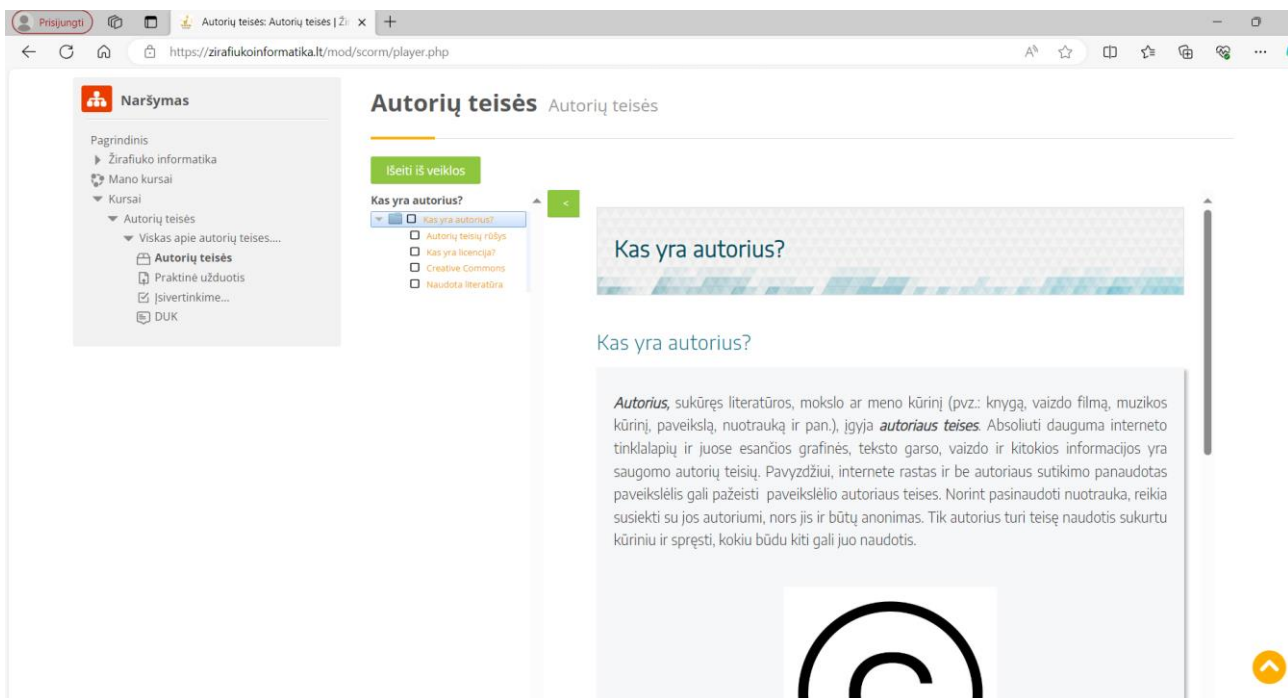 Prisijungti
Autorių teisės: Autorių teisės | Ži
https://zirafiukoinformatika.lt/mod/scorm/player.php
Naršymas
Pagrindinis
Žirafiuko informatika
Mano kursai
Kursai
Autorių teisės
Viskas apie autorių teises....
Autorių teisės
Praktinė užduotis
Įsivertinkime...
DUK
Autorių teisės Autorių teisės
Išeiti iš veiklos
Kas yra autorius?
Kas yra autorius?
Autorių teisių rūšys
Kas yra licencija?
Creative Commons
Naudota literatūra
<
Kas yra autorius?
Kas yra autorius?
Autorius, sukūręs literatūros, mokslo ar meno kūrinį (pvz.: knygą, vaizdo filmą, muzikos
kūrinį, paveikslą, nuotrauką ir pan.), įgyja autoriaus teises. Absoliuti dauguma interneto
tinklalapių ir juose esančios grafinės, teksto garso, vaizdo ir kitokios informacijos yra
saugomo autorių teisių. Pavyzdžiui, internete rastas ir be autoriaus sutikimo panaudotas
paveikslėlis gali pažeisti paveikslėlio autoriaus teises. Norint pasinaudoti nuotrauka, reikia
susiekti su jos autoriumi, nors jis ir būtų anonimas. Tik autorius turi teisę naudotis sukurtu
kūriniu ir spręsti, kokiu būdu kiti gali juo naudotis.